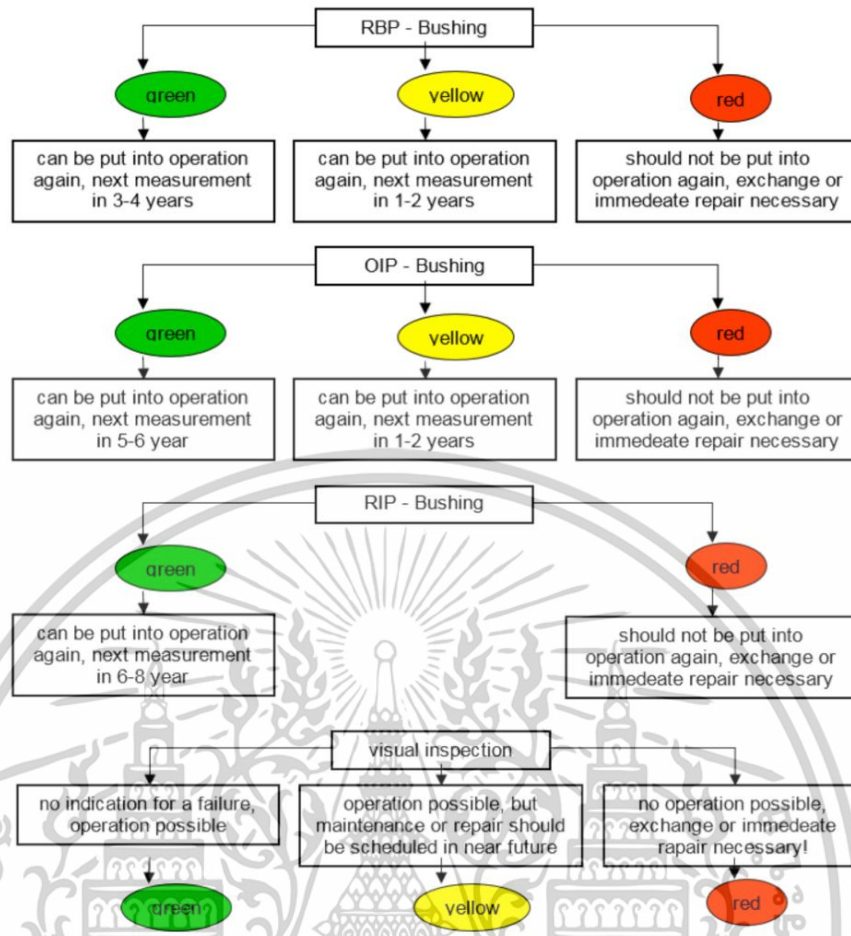 RBP - Bushing
green
yellow
red
can be put into operation
again, next measurement
in 3-4 years
can be put into operation
again, next measurement
in 1-2 years
should not be put into
operation again, exchange or
immedeate repair necessary
OIP - Bushing
green
yellow
red
can be put into operation
again, next measurement
in 5-6 year
can be put into operation
again, next measurement
in 1-2 years
should not be put into
operation again, exchange or
immedeate repair necessary
RIP - Bushing
green
red
can be put into operation
again, next measurement
in 6-8 year
should not be put into
operation again, exchange or
immedeate repair necessary
visual inspection
no indication for a failure,
operation possible
operation possible, but
maintenance or repair should
be scheduled in near future
no operation possible,
exchange or immedeate
rapair necessary!
green
yellow
red